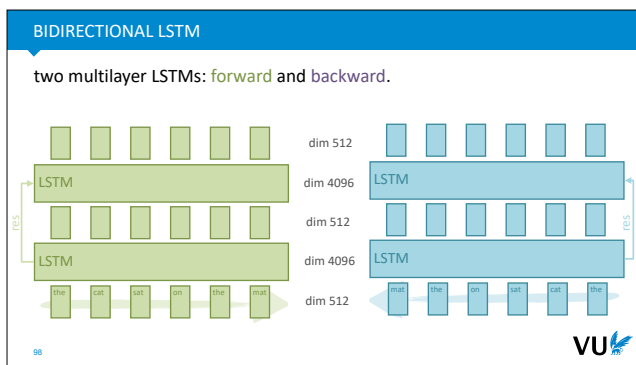 BIDIRECTIONAL LSTM
two multilayer LSTMs: forward and backward.
dim 512
LSTM
dim 4096
LSTM
res
dim 512
res
LSTM
dim 4096
LSTM
the cat sat on the mat
dim 512
mat the on sat cat the
98
VU